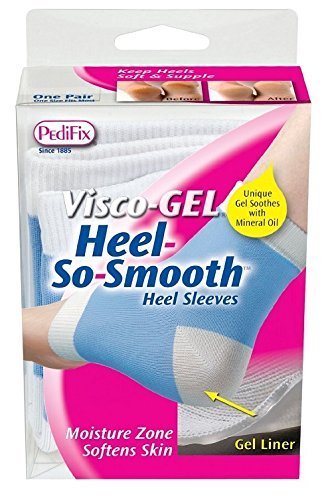 Keep Heels
Soft & Supple
One Pair
One Size Fits Most
Before
After
PediFix
Since 1885
Visco-GEL
Heel-
So-Smooth™
Heel Sleeves
Unique
Gel Soothes
with
Mineral Oil
Moisture Zone
Softens Skin
Gel Liner